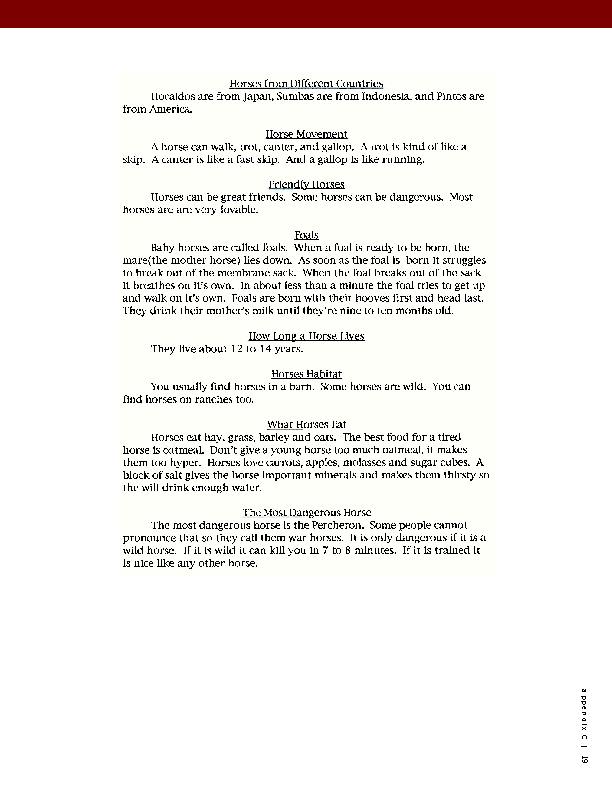 Horses from Different Countries
Hocaidos are from Japan, Sumbas are from Indonesia, and Pintos are
from America.
Horse Movement
A horse can walk, trot, canter, and gallop. A trot is kind of like a
skip. A canter is like a fast skip. And a gallop is like running.
Friendly Horses
Horses can be great friends. Some horses can be dangerous. Most
horses are are very lovable.
Foals
Baby horses are called foals. When a foal is ready to be born, the
mare(the mother horse) lies down. As soon as the foal is born it struggles
to break out of the membrane sack. When the foal breaks out of the sack
it breathes on it's own. In about less than a minute the foal tries to get up
and walk on it's own. Foals are born with their hooves first and head last.
They drink their mother's milk until they're nine to ten months old.
How Long a Horse Lives
They live about 12 to 14 years.
Horses Habitat
You usually find horses in a barn. Some horses are wild. You can
find horses on ranches too.
What Horses Eat
Horses eat hay, grass, barley and oats. The best food for a tired
horse is oatmeal. Don't give a young horse too much oatmeal, it makes
them too hyper. Horses love carrots, apples, molasses and sugar cubes. A
block of salt gives the horse important minerals and makes them thirsty so
the will drink enough water.
The Most Dangerous Horse
The most dangerous horse is the Percheron. Some people cannot
pronounce that so they call them war horses. It is only dangerous if it is a
wild horse. If it is wild it can kill you in 7 to 8 minutes. If it is trained it
is nice like any other horse.
appendix C | 19